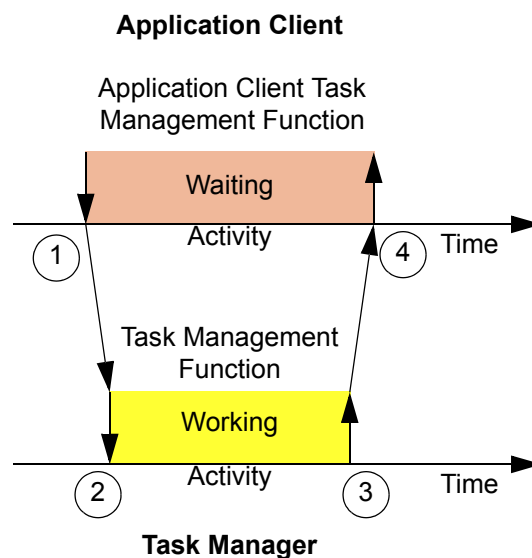 Application Client
Application Client Task
Management Function
Waiting
Activity
1
4
Time
Task Management
Function
Working
Activity
2
3
Time
Task Manager